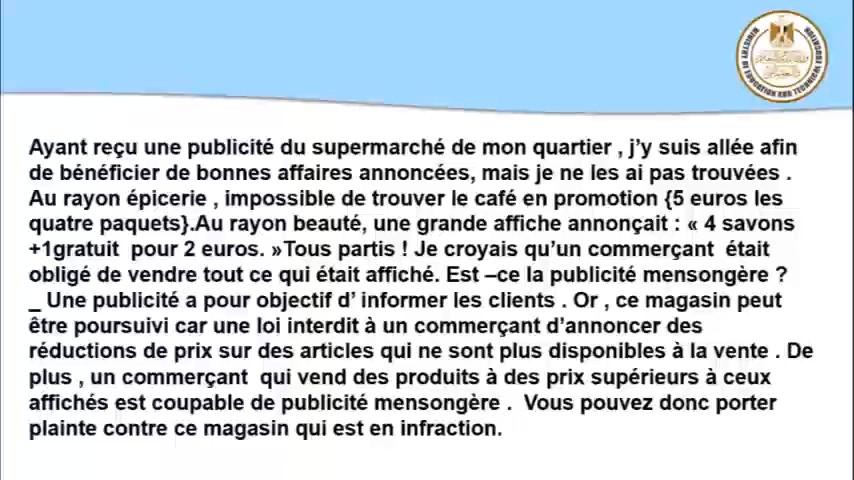 MINISTRY OF EDUCATION AND TECHNICAL EDUCATION
Ayant reçu une publicité du supermarché de mon quartier , j’y suis allée afin
de bénéficier de bonnes affaires annoncées, mais je ne les ai pas trouvées .
Au rayon épicerie , impossible de trouver le café en promotion {5 euros les
quatre paquets}.Au rayon beauté, une grande affiche annonçait : « 4 savons
+1gratuit  pour 2 euros. »Tous partis ! Je croyais qu’un commerçant  était
obligé de vendre tout ce qui était affiché. Est –ce la publicité mensongère ?
_ Une publicité a pour objectif d’ informer les clients . Or , ce magasin peut
être poursuivi car une loi interdit à un commerçant d’annoncer des
réductions de prix sur des articles qui ne sont plus disponibles à la vente . De
plus , un commerçant  qui vend des produits à des prix supérieurs à ceux
affichés est coupable de publicité mensongère .  Vous pouvez donc porter
plainte contre ce magasin qui est en infraction.